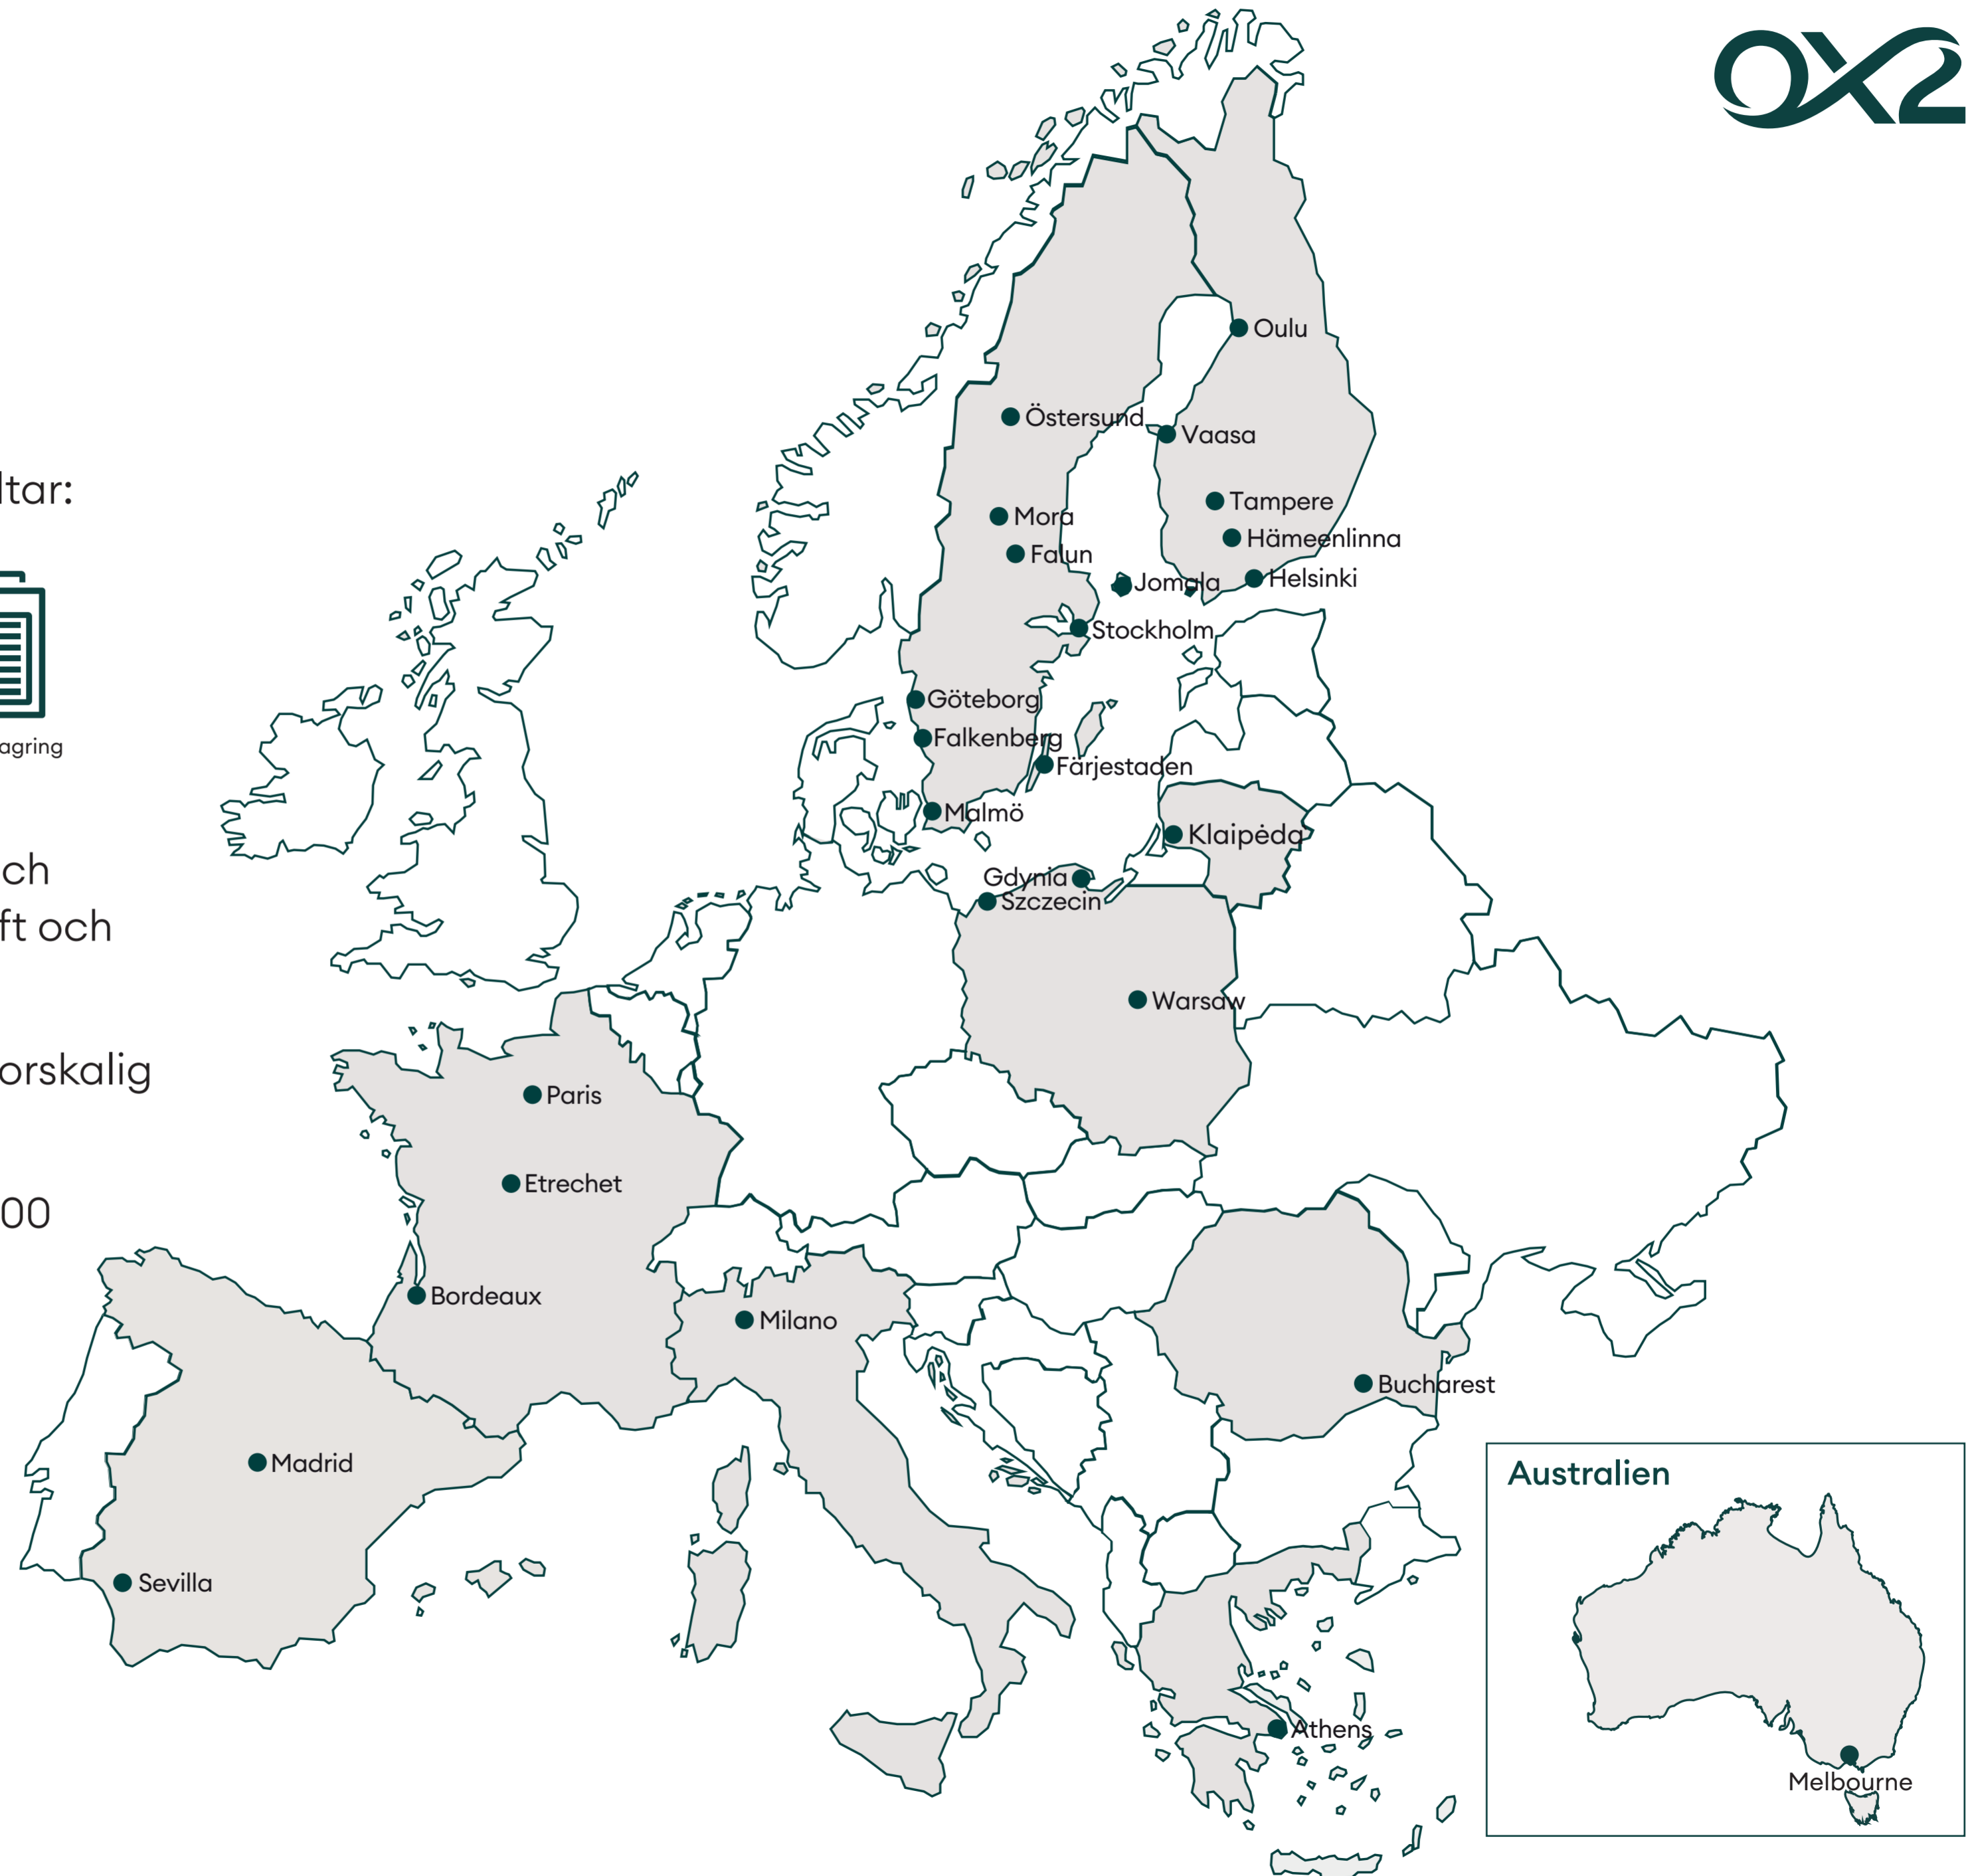 OX2
ltar:
agring
ch
ft och
orskalig
00
Oulu
Östersund
Vaasa
Tampere
Mora
Hämeenlinna
Falun
Jomala
Helsinki
Stockholm
Göteborg
Falkenberg
Färjestaden
Malmö
Klaipėda
Gdynia
Szczecin
Warsaw
Paris
Etrechet
Bordeaux
Milano
Bucharest
Madrid
Sevilla
Athens
Australien
Melbourne